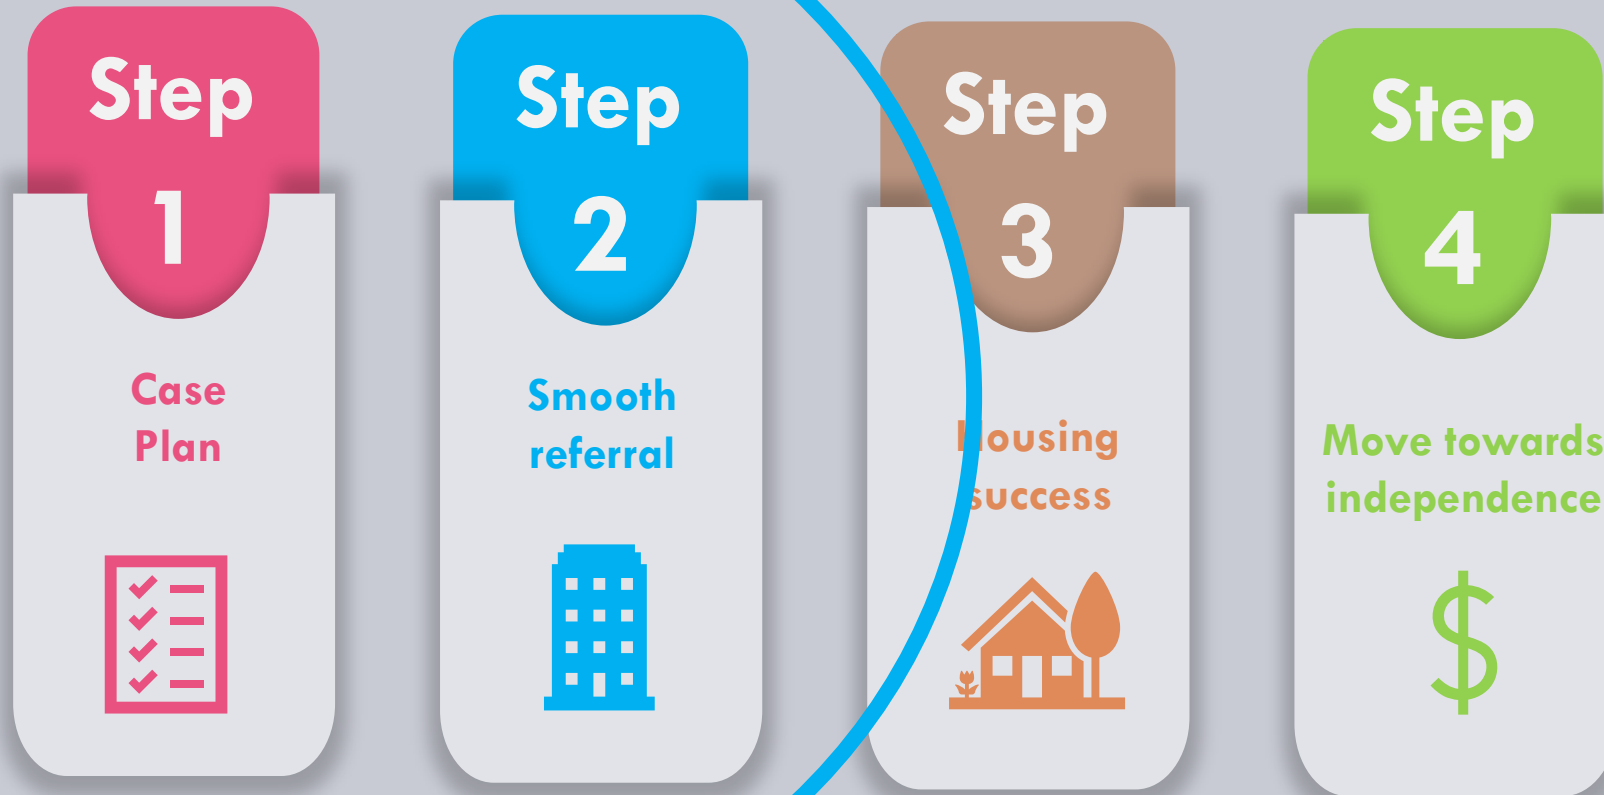 Step
1
Case
Plan
Step
2
Smooth
referral
Step
3
Housing
success
Step
4
Move towards
independence